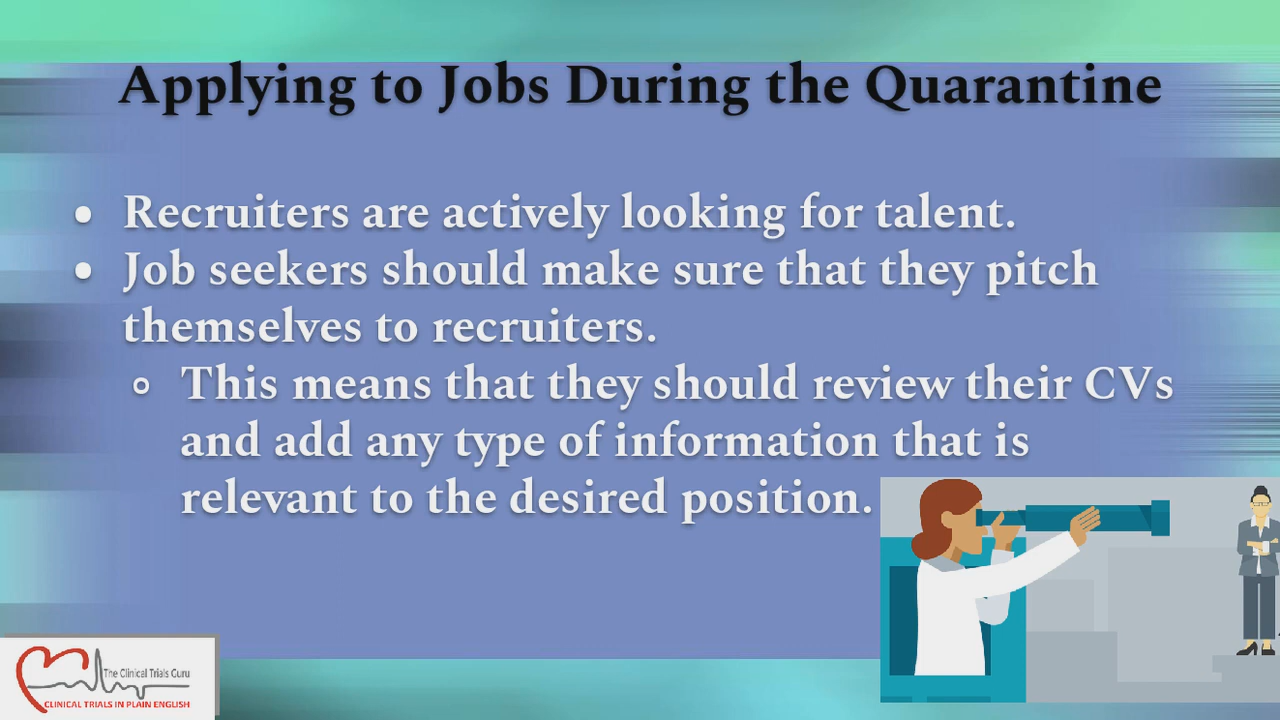 Applying to Jobs During the Quarantine
• Recruiters are actively looking for talent.
• Job seekers should make sure that they pitch
themselves to recruiters.
○ This means that they should review their CVs
and add any type of information that is
relevant to the desired position.
The Clinical Trials Guru
CLINICAL TRIALS IN PLAIN ENGLISH